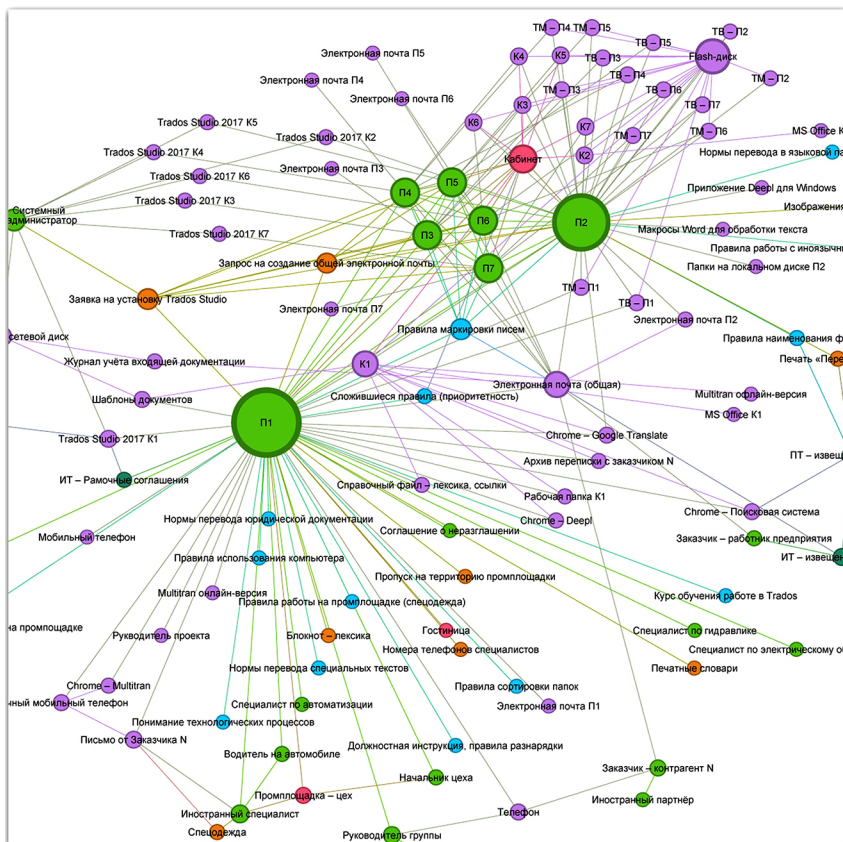 ТМ – П4
ТМ – П5
ТВ – П2
Электронная почта П5
К4
К5
ТВ – П5
Flash-диск
ТВ – П3
Электронная почта П4
ТВ – П4
ТМ – П2
ТМ – П3
ТВ – П6
Электронная почта П6
К3
ТВ – П7
Trados Studio 2017 К5
К6
К7
ТМ – П7
ТМ – П6
MS Office К
Trados Studio 2017 К2
Trados Studio 2017 К4
Кабинет
К2
Нормы перевода в языковой па
Электронная почта П3
Trados Studio 2017 К6
П4
П5
Приложение Deepl для Windows
Trados Studio 2017 К3
Изображения
Системный
администратор
П6
П2
Макросы Word для обработки текста
Trados Studio 2017 К7
П3
Правила работы с иноязычн
Запрос на создание общей электронной почты
П7
Папки на локальном диске П2
ТМ – П1
Заявка на установку Trados Studio
ТВ – П1
Электронная почта П7
Электронная почта П2
Правила маркировки писем
сетевой диск
Правила наименования ф
Журнал учёта входящей документации
К1
Печать «Пере
Электронная почта (общая)
Шаблоны документов
Сложившиеся правила (приоритетность)
Multitran офлайн-версия
MS Office К1
П1
Trados Studio 2017 К1
Chrome – Google Translate
ПТ – извещ
Архив переписки с заказчиком N
ИТ – Рамочные соглашения
Справочный файл – лексика, ссылки
Рабочая папка К1
Chrome – Поисковая система
Нормы перевода юридической документации
Chrome – Deepl
Мобильный телефон
Соглашение о неразглашении
Заказчик – работник предприятия
Правила использования компьютера
ИТ – извещен
Пропуск на территорию промплощадки
Multitran онлайн-версия
Правила работы на промплощадке (спецодежда)
Курс обучения работе в Trados
на промпощадке
Рукводитель проекта
Блокнот – лексика
Гостиница
Специалист по гидравлике
Номера телефонов специалистов
Специалист по электрическому об
Нормы перевода специальных текстов
Печатные словари
Chrome – Multitran
Правила сортировки папок
чный мобильный телефон
Специалист по автоматизации
Электронная почта П1
Понимание технологических процессов
Письмо от Заказчика N
Должностная инструкция, правила разнарядки
Водитель на автомобиле
Заказчик – контрагент N
Начальник цеха
Промплощадка – цех
Иностранный партнёр
Иностранный специалист
Телефон
Спецодежда
Руководитель группы